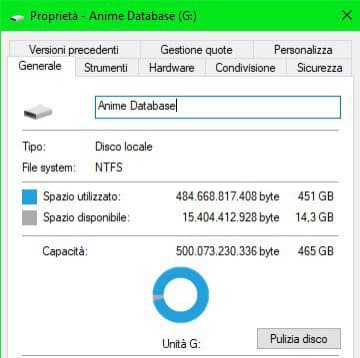 Proprietà - Anime Database (G:)
Versioni precedenti Gestione quote Personalizza
Generale Strumenti Hardware Condivisione Sicurezza
Anime Database
Tipo: Disco locale
File system: NTFS
Spazio utilizzato: 484.668.817.408 byte 451 GB
Spazio disponibile: 15.404.412.928 byte 14,3 GB
Capacità: 500.073.230.336 byte 465 GB
Unità G: Pulizia disco